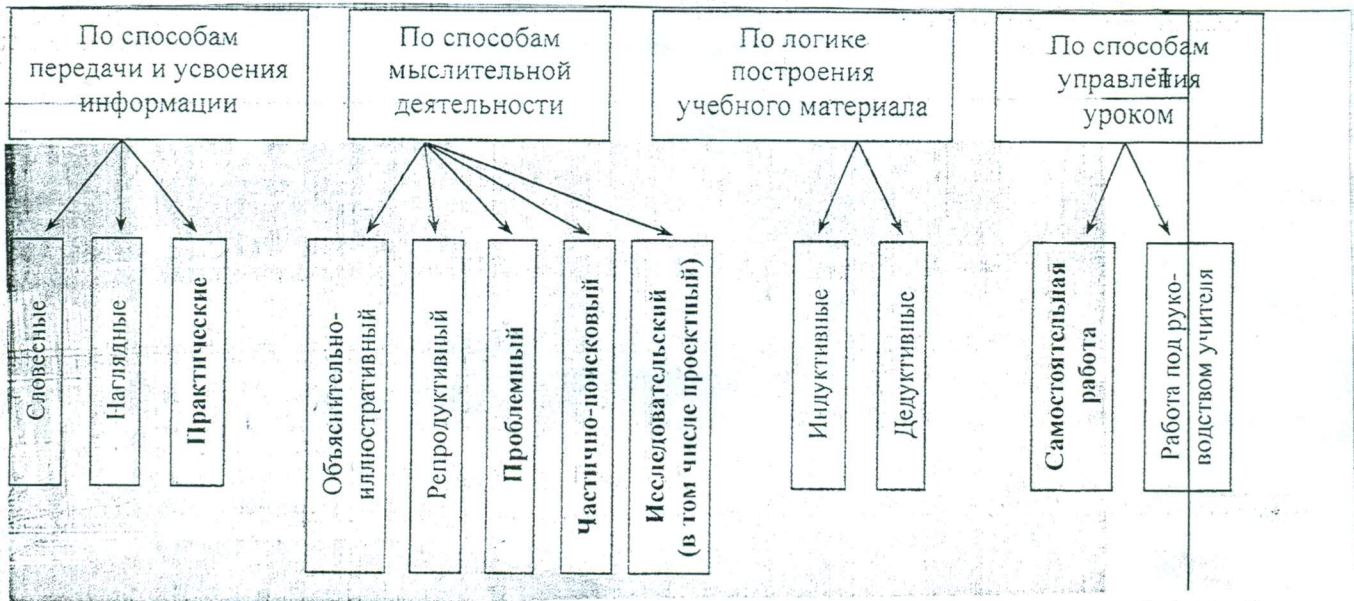 По способам
передачи и усвоения
информации
По способам
мыслительной
деятельности
По логике
построения
учебного материала
По способам
управления
уроком
Словесные
Наглядные
Практические
Объяснительно-
иллюстративный
Репродуктивный
Проблемный
Частично-поисковый
Исследовательский
(в том числе проектный)
Индуктивные
Дедуктивные
Самостоятельная
работа
Работа под руко-
водством учителя